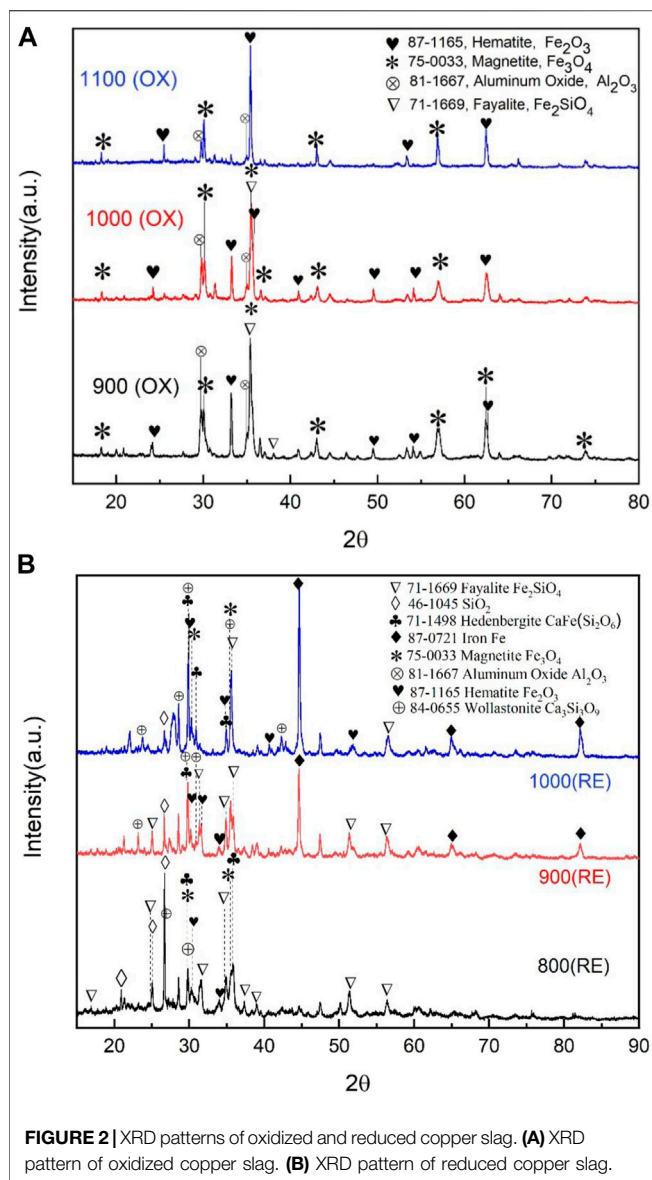 A
87-1165, Hematite, Fe2O3
75-0033, Magnetite, Fe3O4
81-1667, Aluminum Oxide, Al2O3
71-1669, Fayalite, Fe2SiO4
1100 (OX)
1000 (OX)
900 (OX)
Intensity(a.u.)
20 30 40 50 60 70 80
2θ
B
71-1669 Fayalite Fe2SiO4
46-1045 SiO2
71-1498 Hedenbergite CaFe(Si2O6)
87-0721 Iron Fe
75-0033 Magnetite Fe3O4
81-1667 Aluminum Oxide Al2O3
87-1165 Hematite Fe2O3
84-0655 Wollastonite Ca3Si3O9
1000(RE)
900(RE)
800(RE)
Intensity(a.u.)
20 30 40 50 60 70 80 90
2θ
FIGURE 2 | XRD patterns of oxidized and reduced copper slag. (A) XRD
pattern of oxidized copper slag. (B) XRD pattern of reduced copper slag.